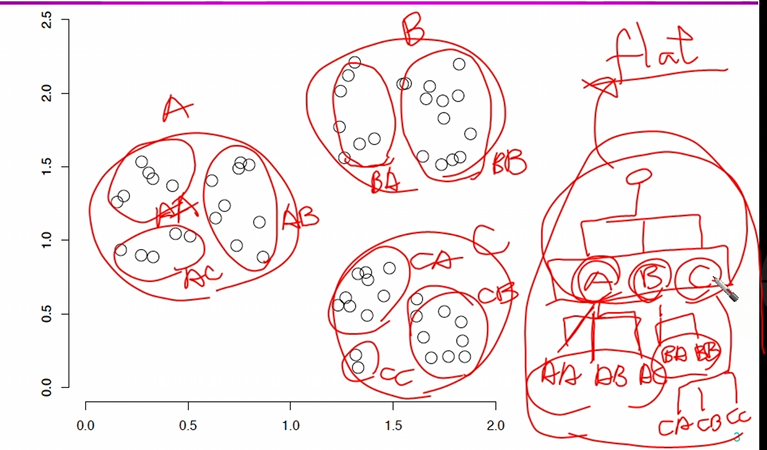 2.5
2.0
1.5
1.0
0.5
0.0
0.0 0.5 1.0 1.5 2.0
A
AA
AB
AC
B
BA
BB
C
CA
CB
CC
flat
A B C
AA AB AC
BA BB
CA CB CC
3